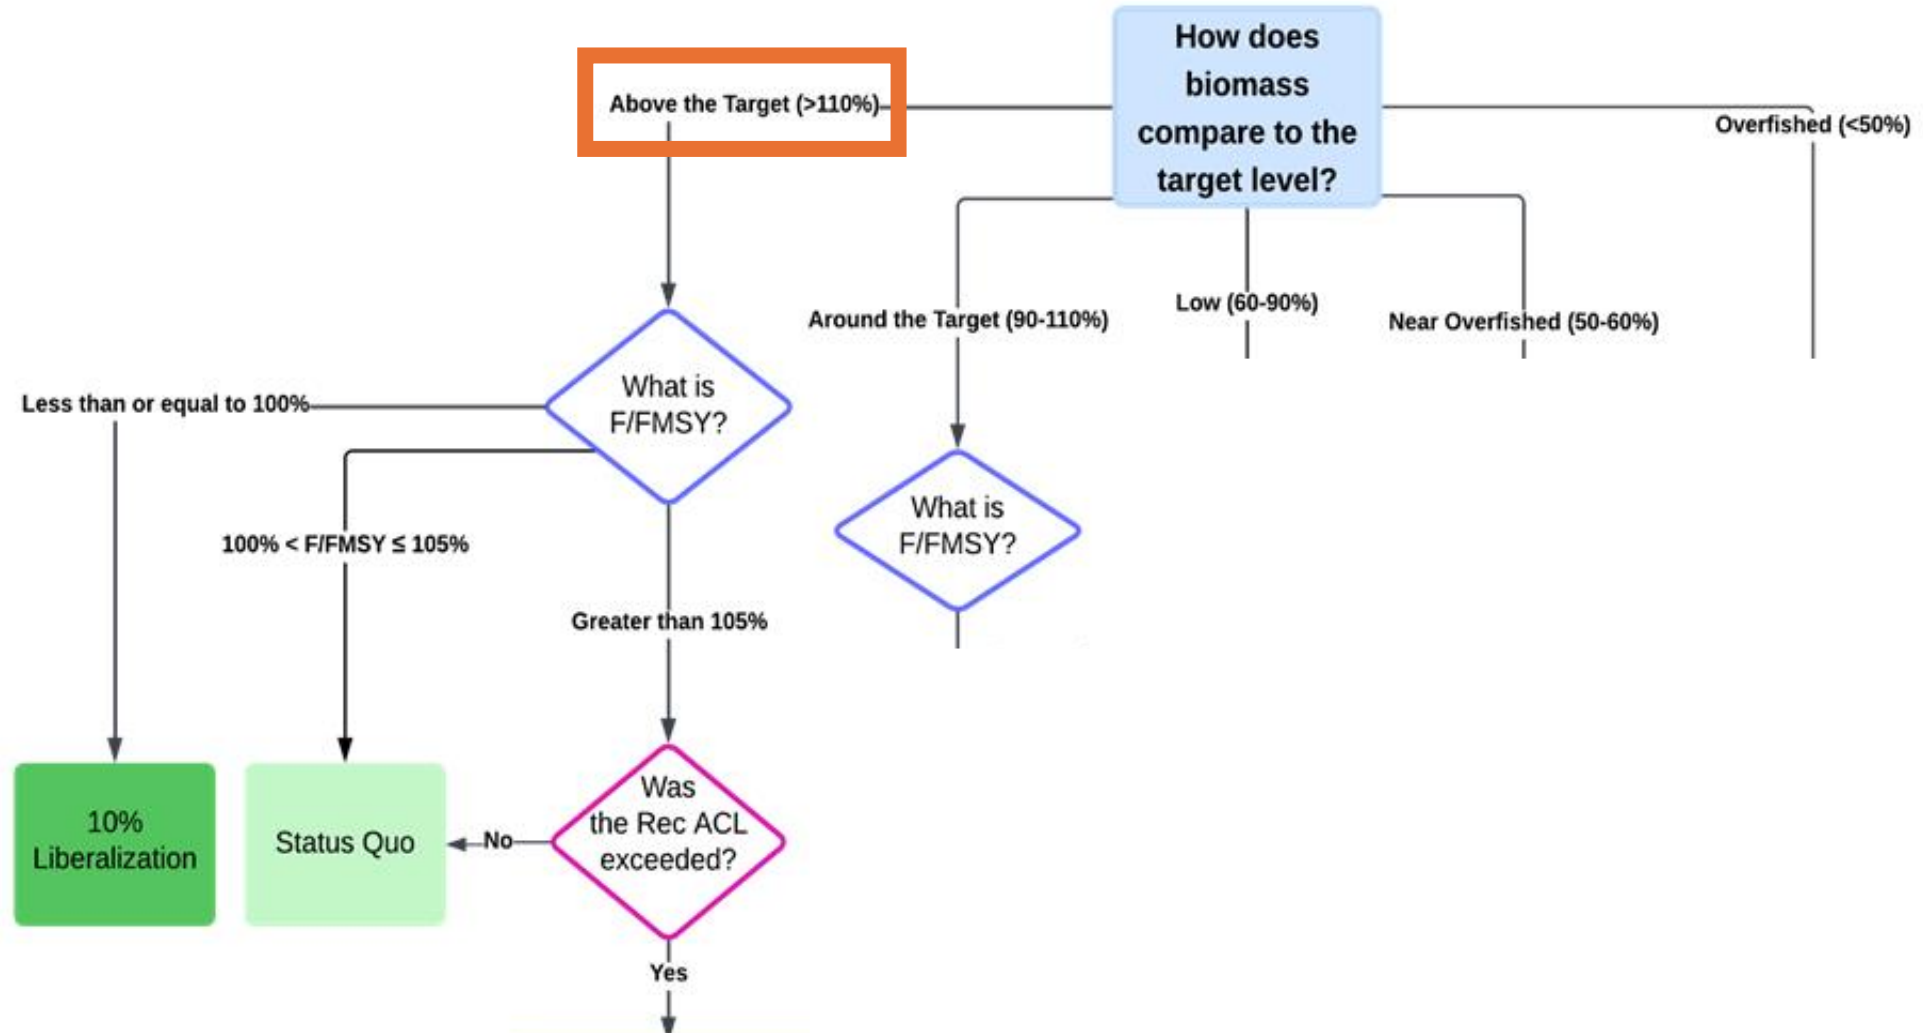 How does
biomass
compare to the
target level?
Above the Target (>110%)
Overfished (<50%)
Around the Target (90-110%)
Low (60-90%)
Near Overfished (50-60%)
What is
F/FMSY?
Less than or equal to 100%
100% < F/FMSY ≤ 105%
Greater than 105%
What is
F/FMSY?
10%
Liberalization
Status Quo
No
Was
the Rec ACL
exceeded?
Yes